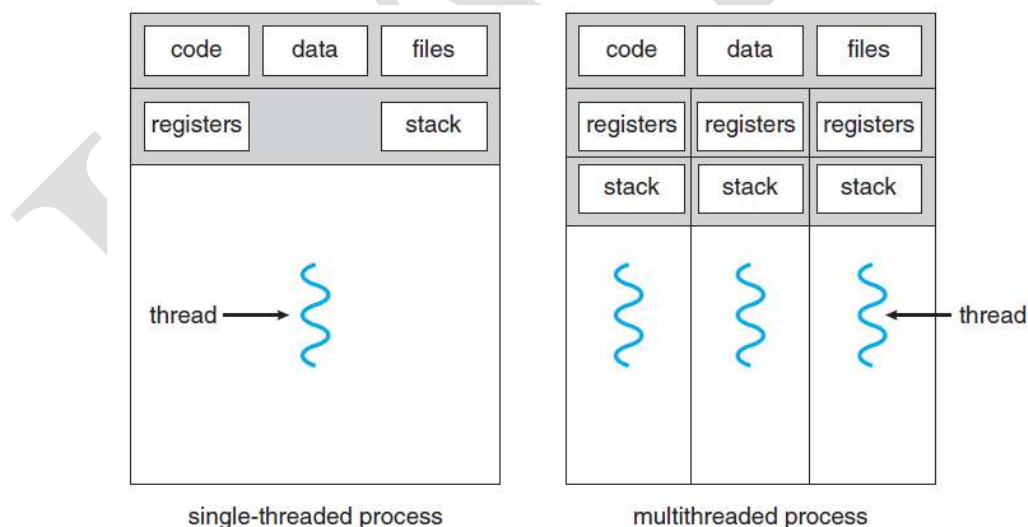 code data files
registers stack
thread
single-threaded process
code data files
registers registers registers
stack stack stack
thread
multithreaded process